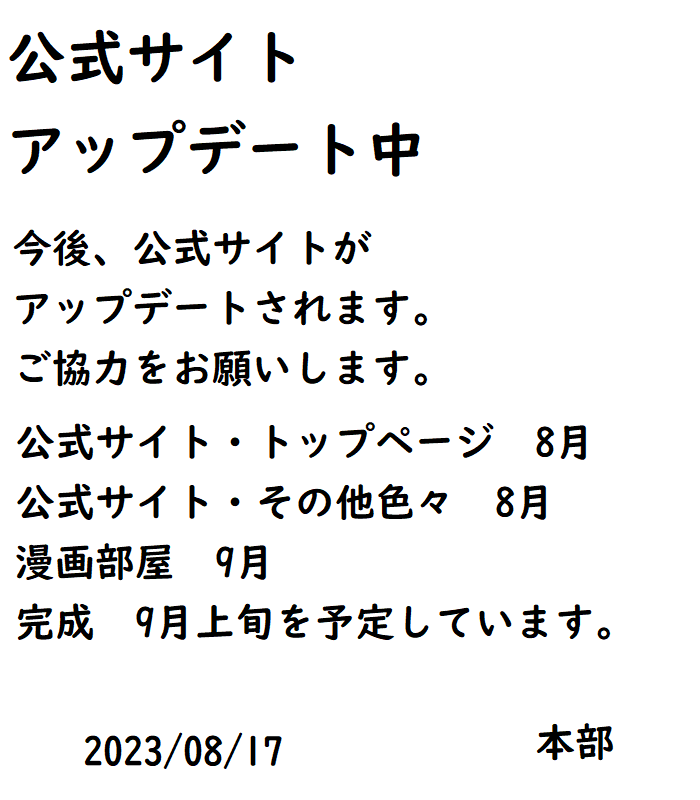 公式サイト
アップデート中
今後、公式サイトが
アップデートされます。
ご協力をお願いします。
公式サイト・トップページ　8月
公式サイト・その他色々　8月
漫画部屋　9月
完成　9月上旬を予定しています。
2023/08/17　本部